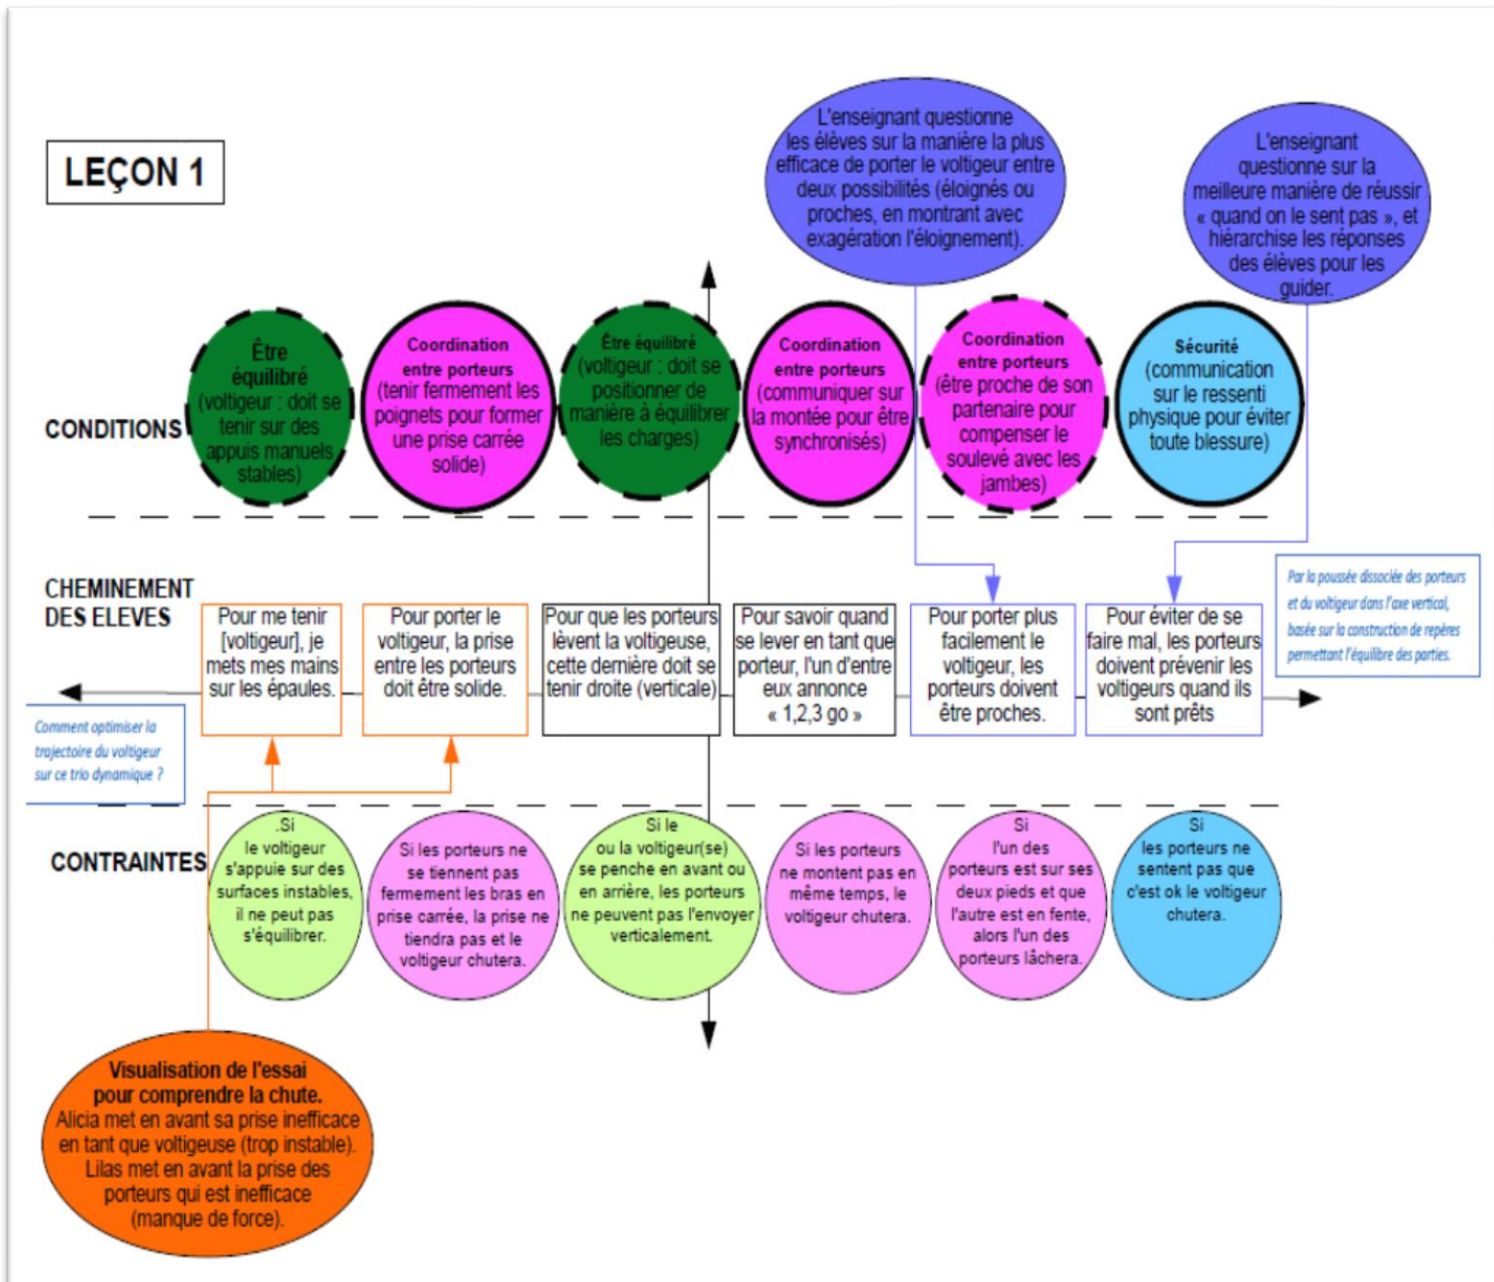 LEÇON 1
L'enseignant questionne
les élèves sur la manière la plus
efficace de porter le voltigeur entre
deux possibilités (éloignés ou
proches, en montrant avec
exagération l'éloignement).
L'enseignant
questionne sur la
meilleure manière de réussir
« quand on le sent pas », et
hiérarchise les réponses
des élèves pour les
guider.
CONDITIONS
Être
équilibré
(voltigeur : doit se
tenir sur des
appuis manuels
stables)
Coordination
entre porteurs
(tenir fermement les
poignets pour former
une prise carrée
solide)
Être équilibré
(voltigeur : doit se
positionner de
manière à équilibrer
les charges)
Coordination
entre porteurs
(communiquer sur
la montée pour être
synchronisés)
Coordination
entre porteurs
(être proche de son
partenaire pour
compenser le
soulevé avec les
jambes)
Sécurité
(communication
sur le ressenti
physique pour éviter
toute blessure)
CHEMINEMENT
DES ELEVES
Pour me tenir
[voltigeur], je
mets mes mains
sur les épaules.
Pour porter le
voltigeur, la prise
entre les porteurs
doit être solide.
Pour que les porteurs
lèvent la voltigeuse,
cette dernière doit se
tenir droite (verticale)
Pour savoir quand
se lever en tant que
porteur, l'un d'entre
eux annonce
« 1,2,3 go »
Pour porter plus
facilement le
voltigeur, les
porteurs doivent
être proches.
Pour éviter de se
faire mal, les porteurs
doivent prévenir les
voltigeurs quand ils
sont prêts
Par la poussée dissociée des porteurs
et du voltigeur dans l'axe vertical,
basée sur la construction de repères
permettant l'équilibre des parties.
Comment optimiser la
trajectoire du voltigeur
sur ce trio dynamique ?
CONTRAINTES
.Si
le voltigeur
s'appuie sur des
surfaces instables,
il ne peut pas
s'équilibrer.
Si les porteurs ne
se tiennent pas
fermement les bras en
prise carrée, la prise ne
tiendra pas et le
voltigeur chutera.
Si le
ou la voltigeur(se)
se penche en avant ou
en arrière, les porteurs
ne peuvent pas l'envoyer
verticalement.
Si les porteurs
ne montent pas en
même temps, le
voltigeur chutera.
Si
l'un des
porteurs est sur ses
deux pieds et que
l'autre est en fente,
alors l'un des
porteurs lâchera.
Si
les porteurs ne
sentent pas que
c'est ok le voltigeur
chutera.
Visualisation de l'essai
pour comprendre la chute.
Alicia met en avant sa prise inefficace
en tant que voltigeuse (trop instable).
Lilas met en avant la prise des
porteurs qui est inefficace
(manque de force).